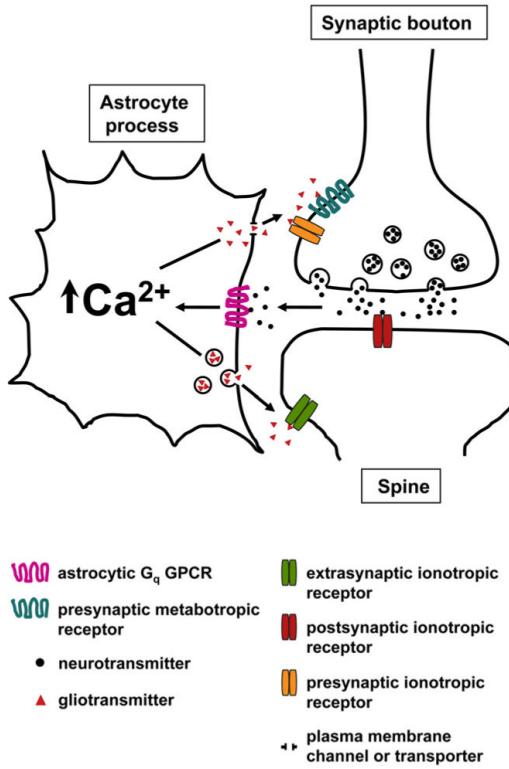 Synaptic bouton
Astrocyte
process
↑Ca²⁺
Spine
astrocytic Gq GPCR
presynaptic metabotropic
receptor
neurotransmitter
gliotransmitter
extrasynaptic ionotropic
receptor
postsynaptic ionotropic
receptor
presynaptic ionotropic
receptor
plasma membrane
channel or transporter